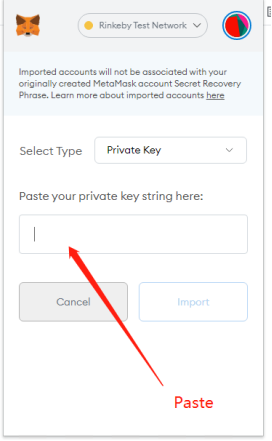 Rinkeby Test Network
Imported accounts will not be associated with your
originally created MetaMask account Secret Recovery
Phrase. Learn more about imported accounts here
Select Type
Private Key
Paste your private key string here:
Cancel
Import
Paste